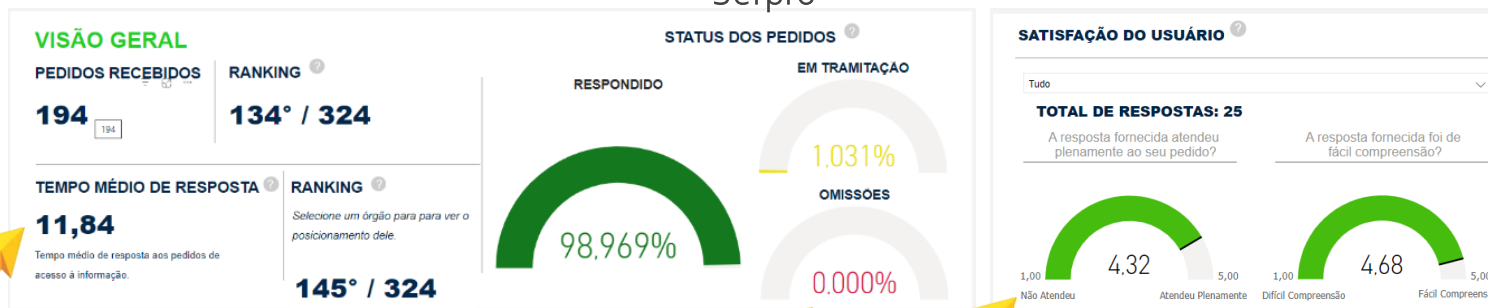 Serpro
VISÃO GERAL
PEDIDOS RECEBIDOS
194
194
RANKING
134° / 324
TEMPO MÉDIO DE RESPOSTA
11,84
Tempo médio de resposta aos pedidos de
acesso à informação.
RANKING
Selecione um órgão para para ver o
posicionamento dele.
145° / 324
STATUS DOS PEDIDOS
RESPONDIDO
98,969%
EM TRAMITAÇÃO
1,031%
OMISSÕES
0,000%
SATISFAÇÃO DO USUÁRIO
Tudo
TOTAL DE RESPOSTAS: 25
A resposta fornecida atendeu
plenamente ao seu pedido?
4,32
1,00
5,00
Não Atendeu
Atendeu Plenamente
A resposta fornecida foi de
fácil compreensão?
4,68
1,00
5,00
Difícil Compreensão
Fácil Compreens